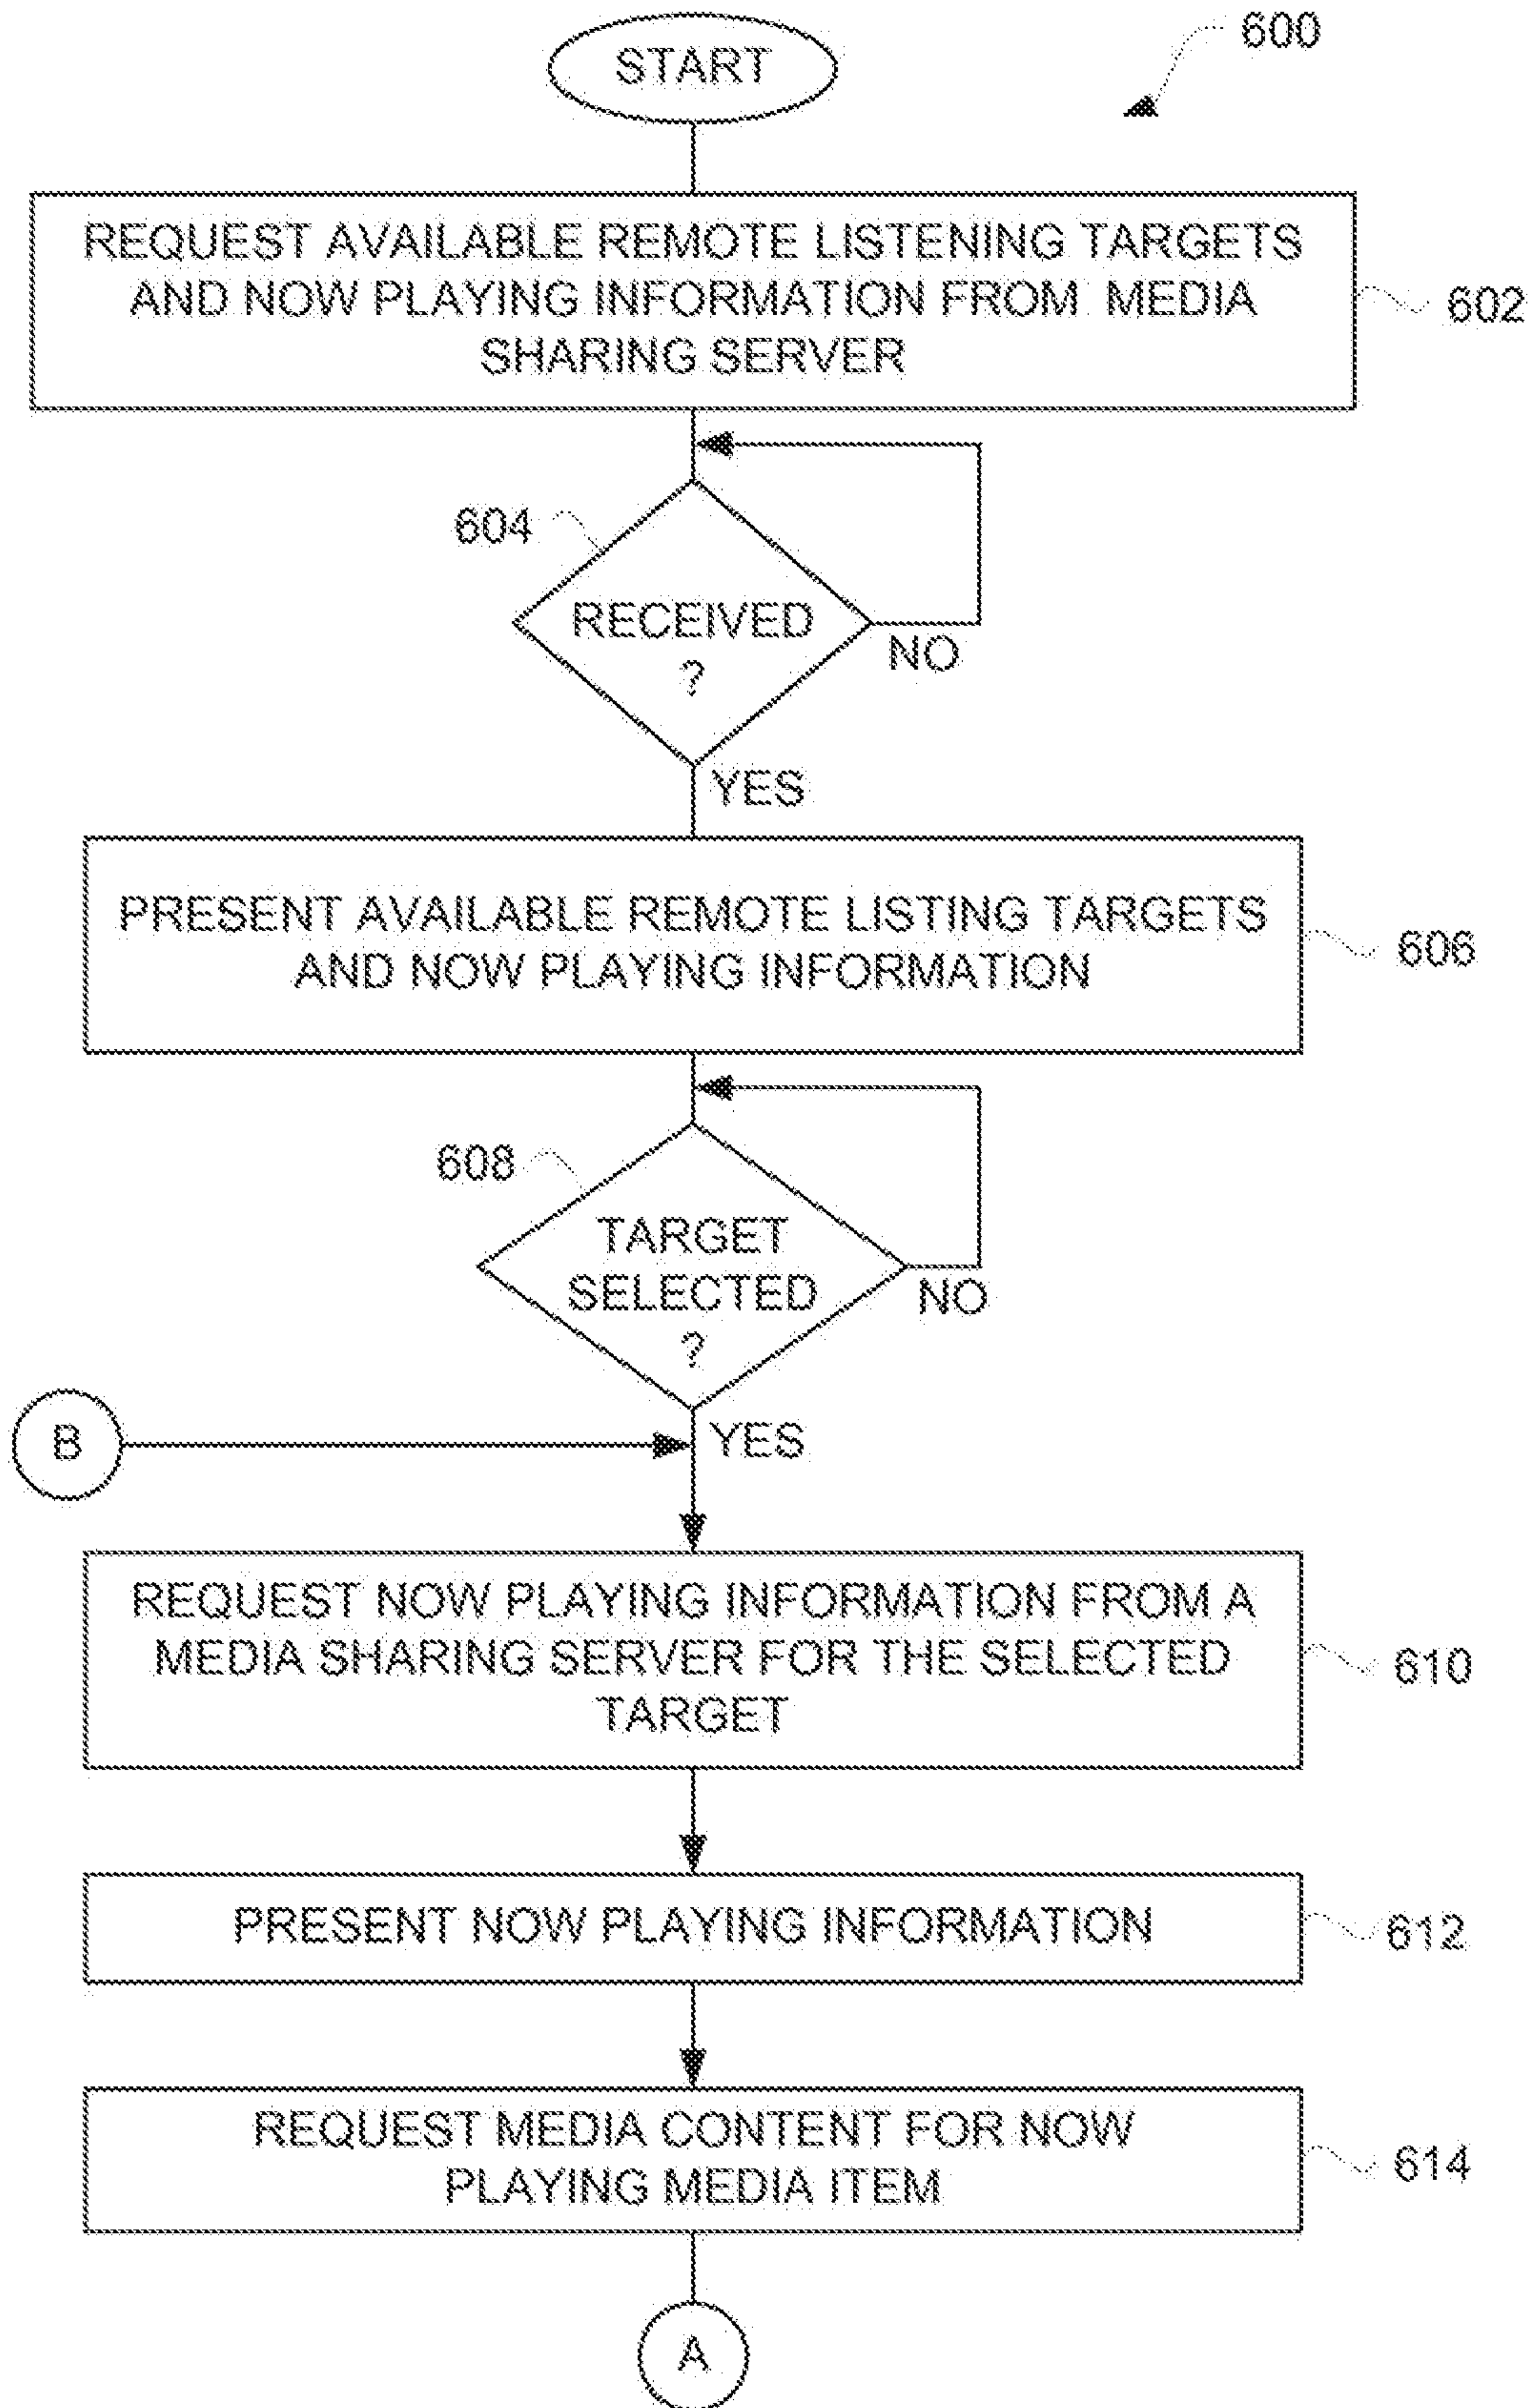 START
600
REQUEST AVAILABLE REMOTE LISTENING TARGETS
AND NOW PLAYING INFORMATION FROM MEDIA
SHARING SERVER
602
604
RECEIVED
?
NO
YES
PRESENT AVAILABLE REMOTE LISTING TARGETS
AND NOW PLAYING INFORMATION
606
608
TARGET
SELECTED
?
NO
YES
B
REQUEST NOW PLAYING INFORMATION FROM A
MEDIA SHARING SERVER FOR THE SELECTED
TARGET
610
PRESENT NOW PLAYING INFORMATION
612
REQUEST MEDIA CONTENT FOR NOW
PLAYING MEDIA ITEM
614
A